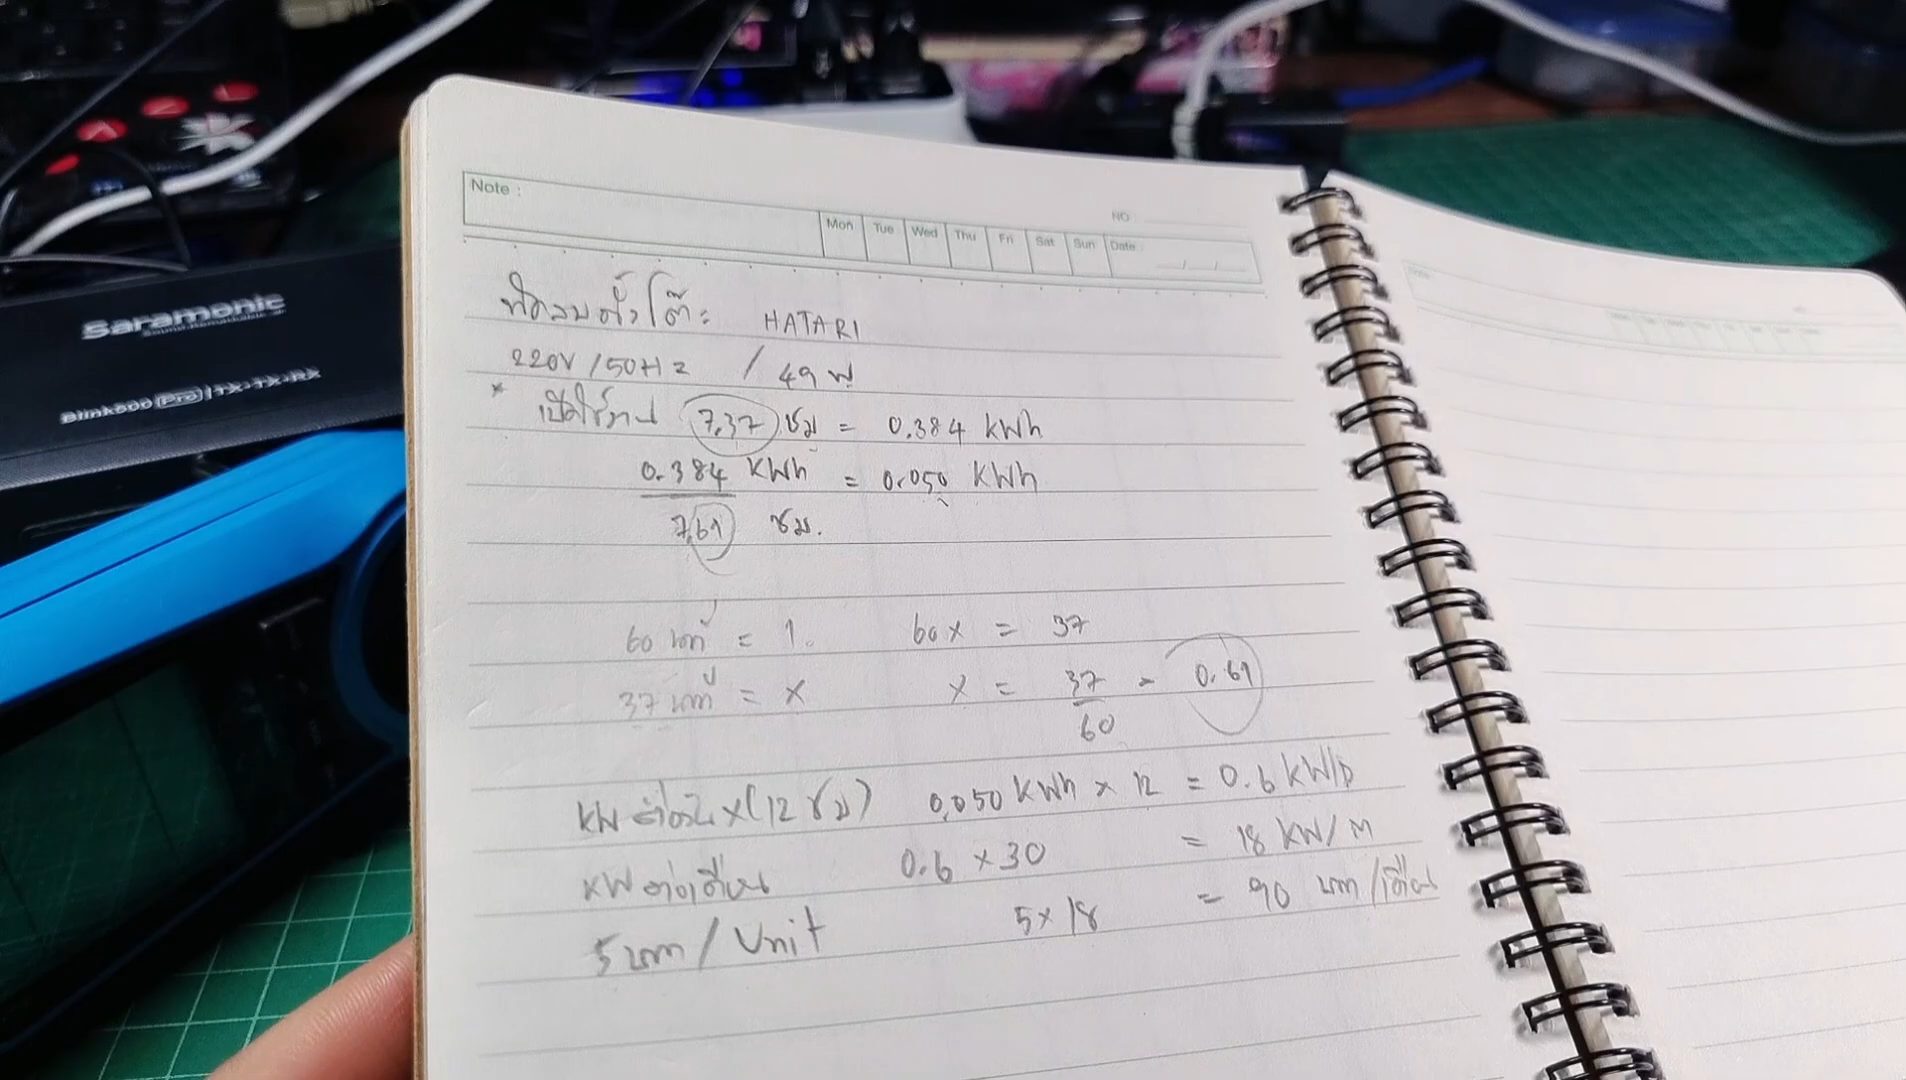 Saramonic
Blink500 Pro | TX+TX+RX
Note :
NO
Mon Tue Wed Thu Fri Sat Sun Date :
พัดลมตั้งโต๊ะ HATARI
220V / 50Hz / 49 W
* เปิดใช้งาน 7.37 ชม = 0.384 kWh
0.384 kWh = 0.050 kWh
7.61 ชม.
60 นาที = 1. 60x = 37
37 นาที = x x = 37 = 0.61
60
kW ต่อวัน x (12 ชม) 0.050 kWh x 12 = 0.6 kW/D
kW ต่อเดือน 0.6 x 30 = 18 kW/M
5 บาท / Unit 5 x 18 = 90 บาท/เดือน